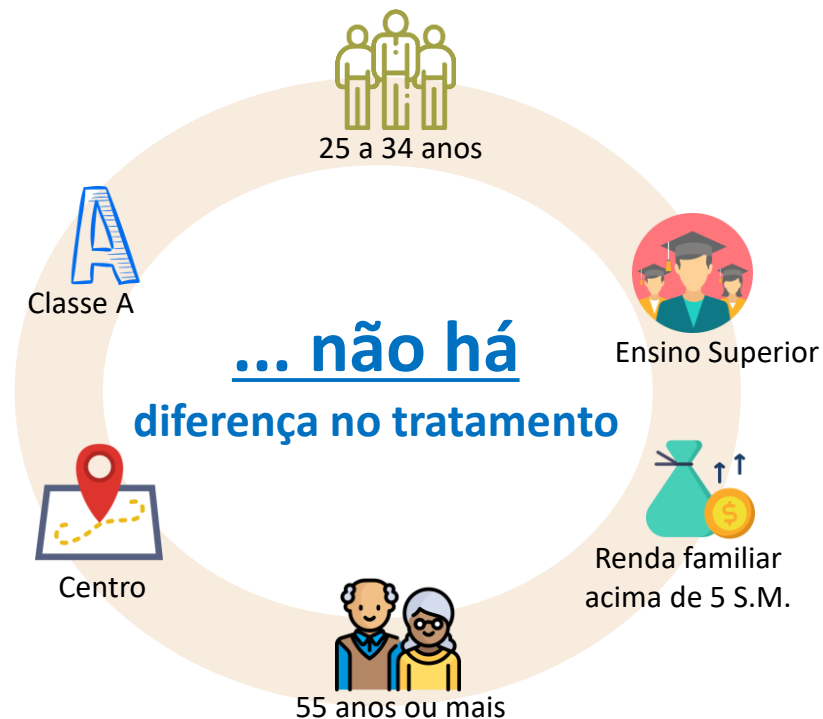 25 a 34 anos
Classe A
... não há
diferença no tratamento
Ensino Superior
Renda familiar
acima de 5 S.M.
Centro
55 anos ou mais